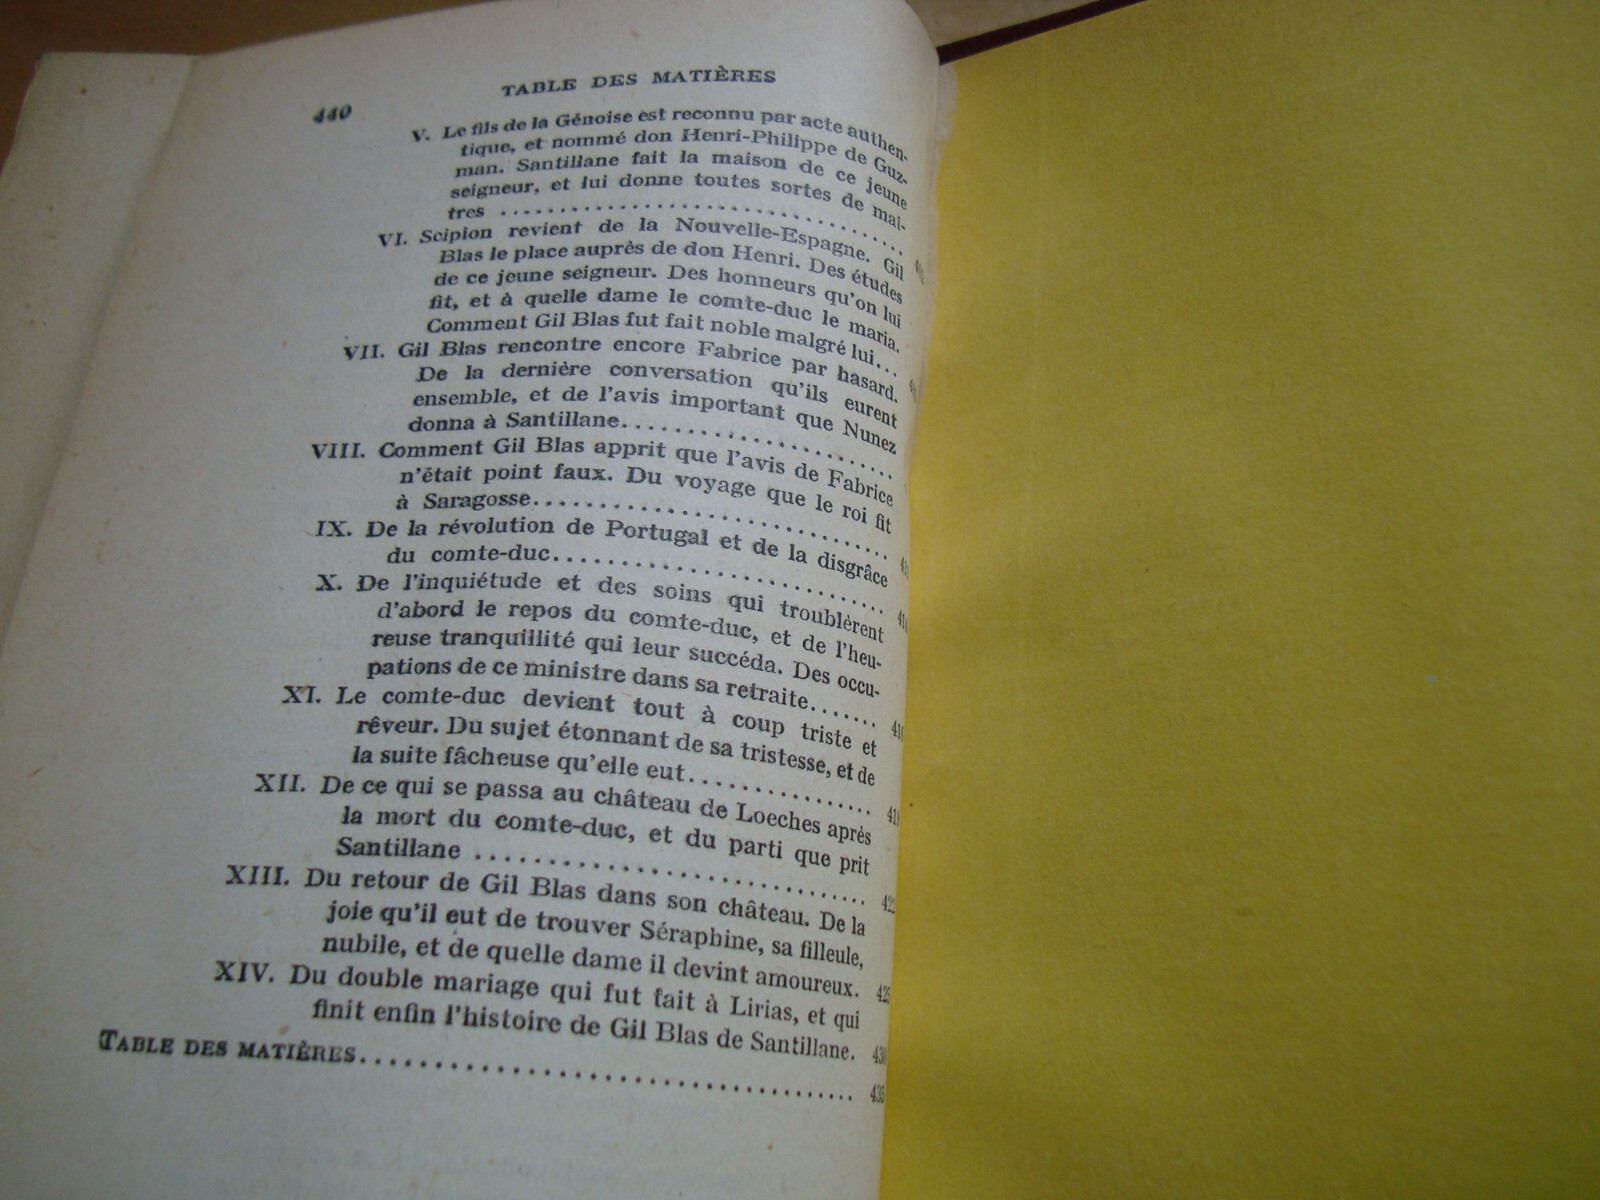 440
TABLE DES MATIÈRES
V. Le fils de la Génoise est reconnu par acte authen-
tique, et nommé don Henri-Philippe de Guz-
man. Santillane fait la maison de ce jeune
seigneur, et lui donne toutes sortes de maî-
tres ..............................
VI. Scipion revient de la Nouvelle-Espagne. Gil
Blas le place auprès de don Henri. Des études
de ce jeune seigneur. Des honneurs qu'on lui
fit, et à quelle dame le comte-duc le maria.
Comment Gil Blas fut fait noble malgré lui...
VII. Gil Blas rencontre encore Fabrice par hasard.
De la dernière conversation qu'ils eurent
ensemble, et de l'avis important que Nunez
donna à Santillane....................
VIII. Comment Gil Blas apprit que l'avis de Fabrice
n'était point faux. Du voyage que le roi fit
à Saragosse...........................
IX. De la révolution de Portugal et de la disgrâce
du comte-duc..........................
X. De l'inquiétude et des soins qui troublèrent
d'abord le repos du comte-duc, et de l'heu-
reuse tranquillité qui leur succéda. Des occu-
pations de ce ministre dans sa retraite.......
XI. Le comte-duc devient tout à coup triste et
rêveur. Du sujet étonnant de sa tristesse, et de
la suite fâcheuse qu'elle eut................
XII. De ce qui se passa au château de Loeches après
la mort du comte-duc, et du parti que prit
Santillane .......................... 422
XIII. Du retour de Gil Blas dans son château. De la
joie qu'il eut de trouver Séraphine, sa filleule,
nubile, et de quelle dame il devint amoureux. 425
XIV. Du double mariage qui fut fait à Lirias, et qui
finit enfin l'histoire de Gil Blas de Santillane. 430
TABLE DES MATIÈRES.................................. 435